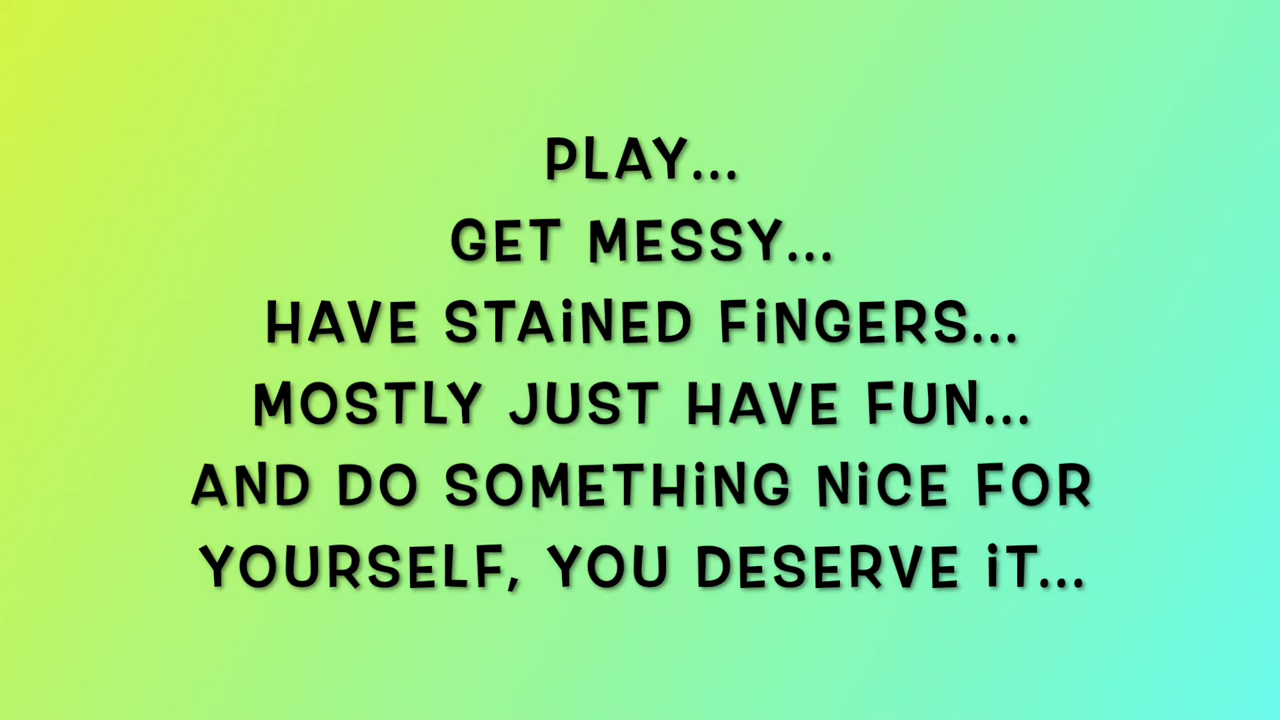 PLAY...
GET MESSY...
HAVE STAiNED FiNGERS...
MOSTLY JUST HAVE FUN...
AND DO SOMETHiNG NiCE FOR
YOURSELF, YOU DESERVE iT...